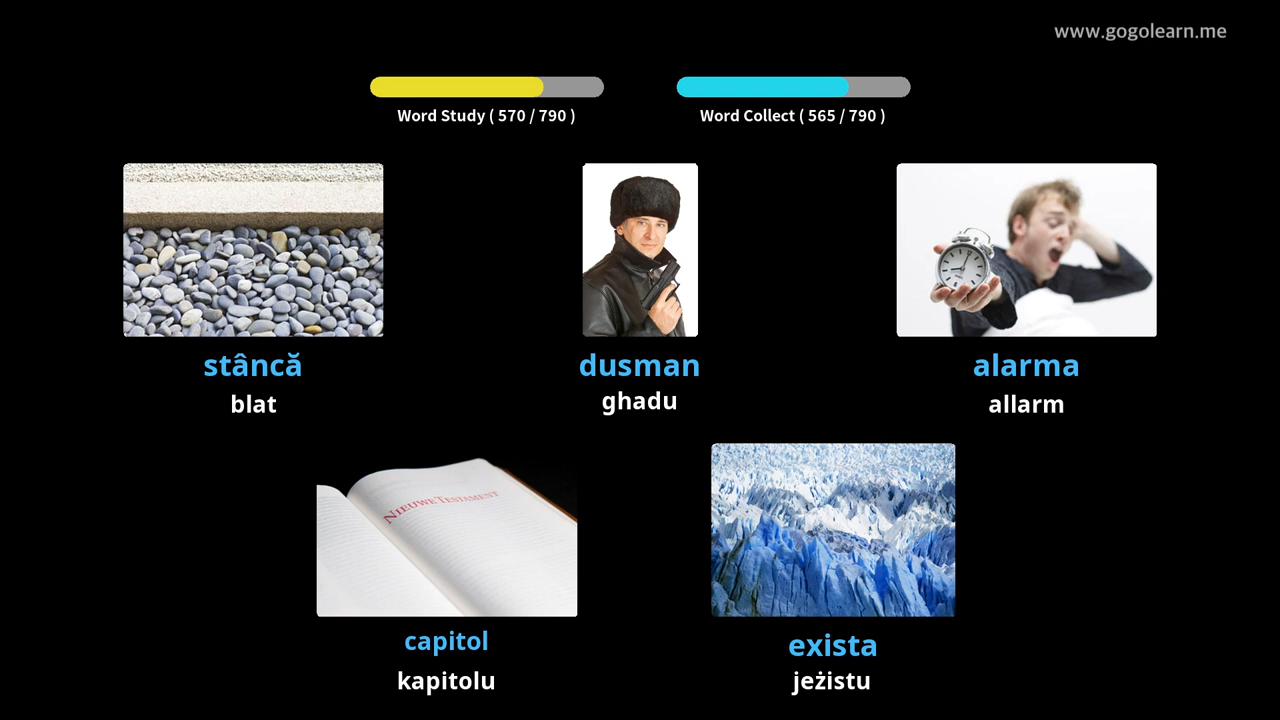 www.gogolearn.me
Word Study ( 570 / 790 )
Word Collect ( 565 / 790 )
stâncă
blat
dusman
ghadu
alarma
allarm
NIEUWE TESTAMENT
capitol
kapitolu
exista
jeżistu